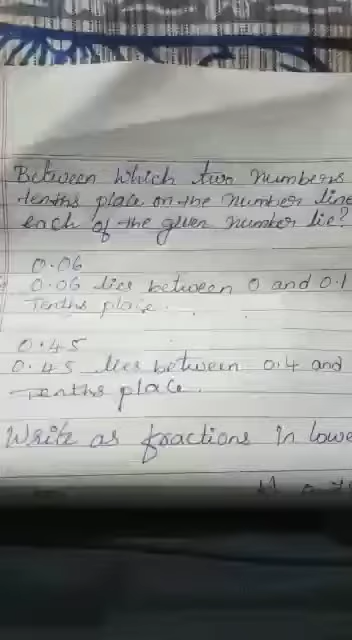 Between which two numbers
tenths place on the number line
each of the given number lie?
0.06
0.06 lies between 0 and 0.1
Tenths place.
0.45
0.45 lies between 0.4 and
Tenths place.
Write as fractions in lowe